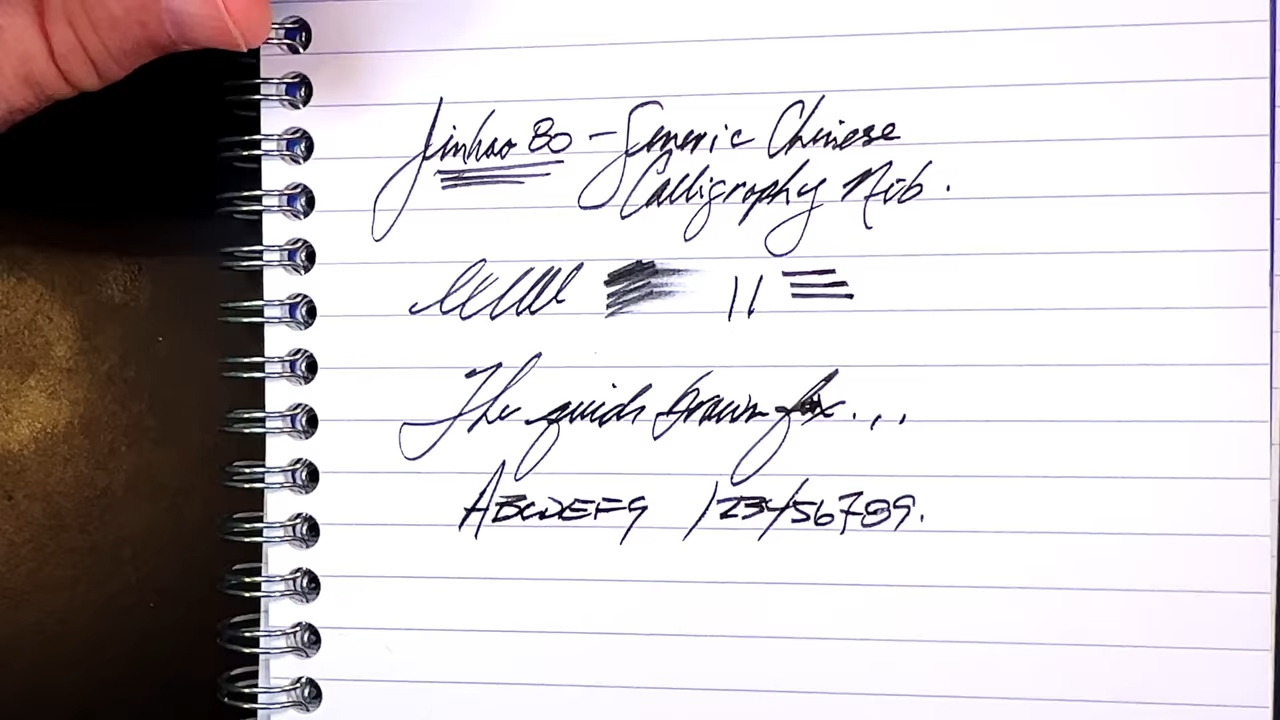 Jinhao 80 – Generic Chinese
Calligraphy Nib.
The quick brown fox...
ABCDEFG 123456789.